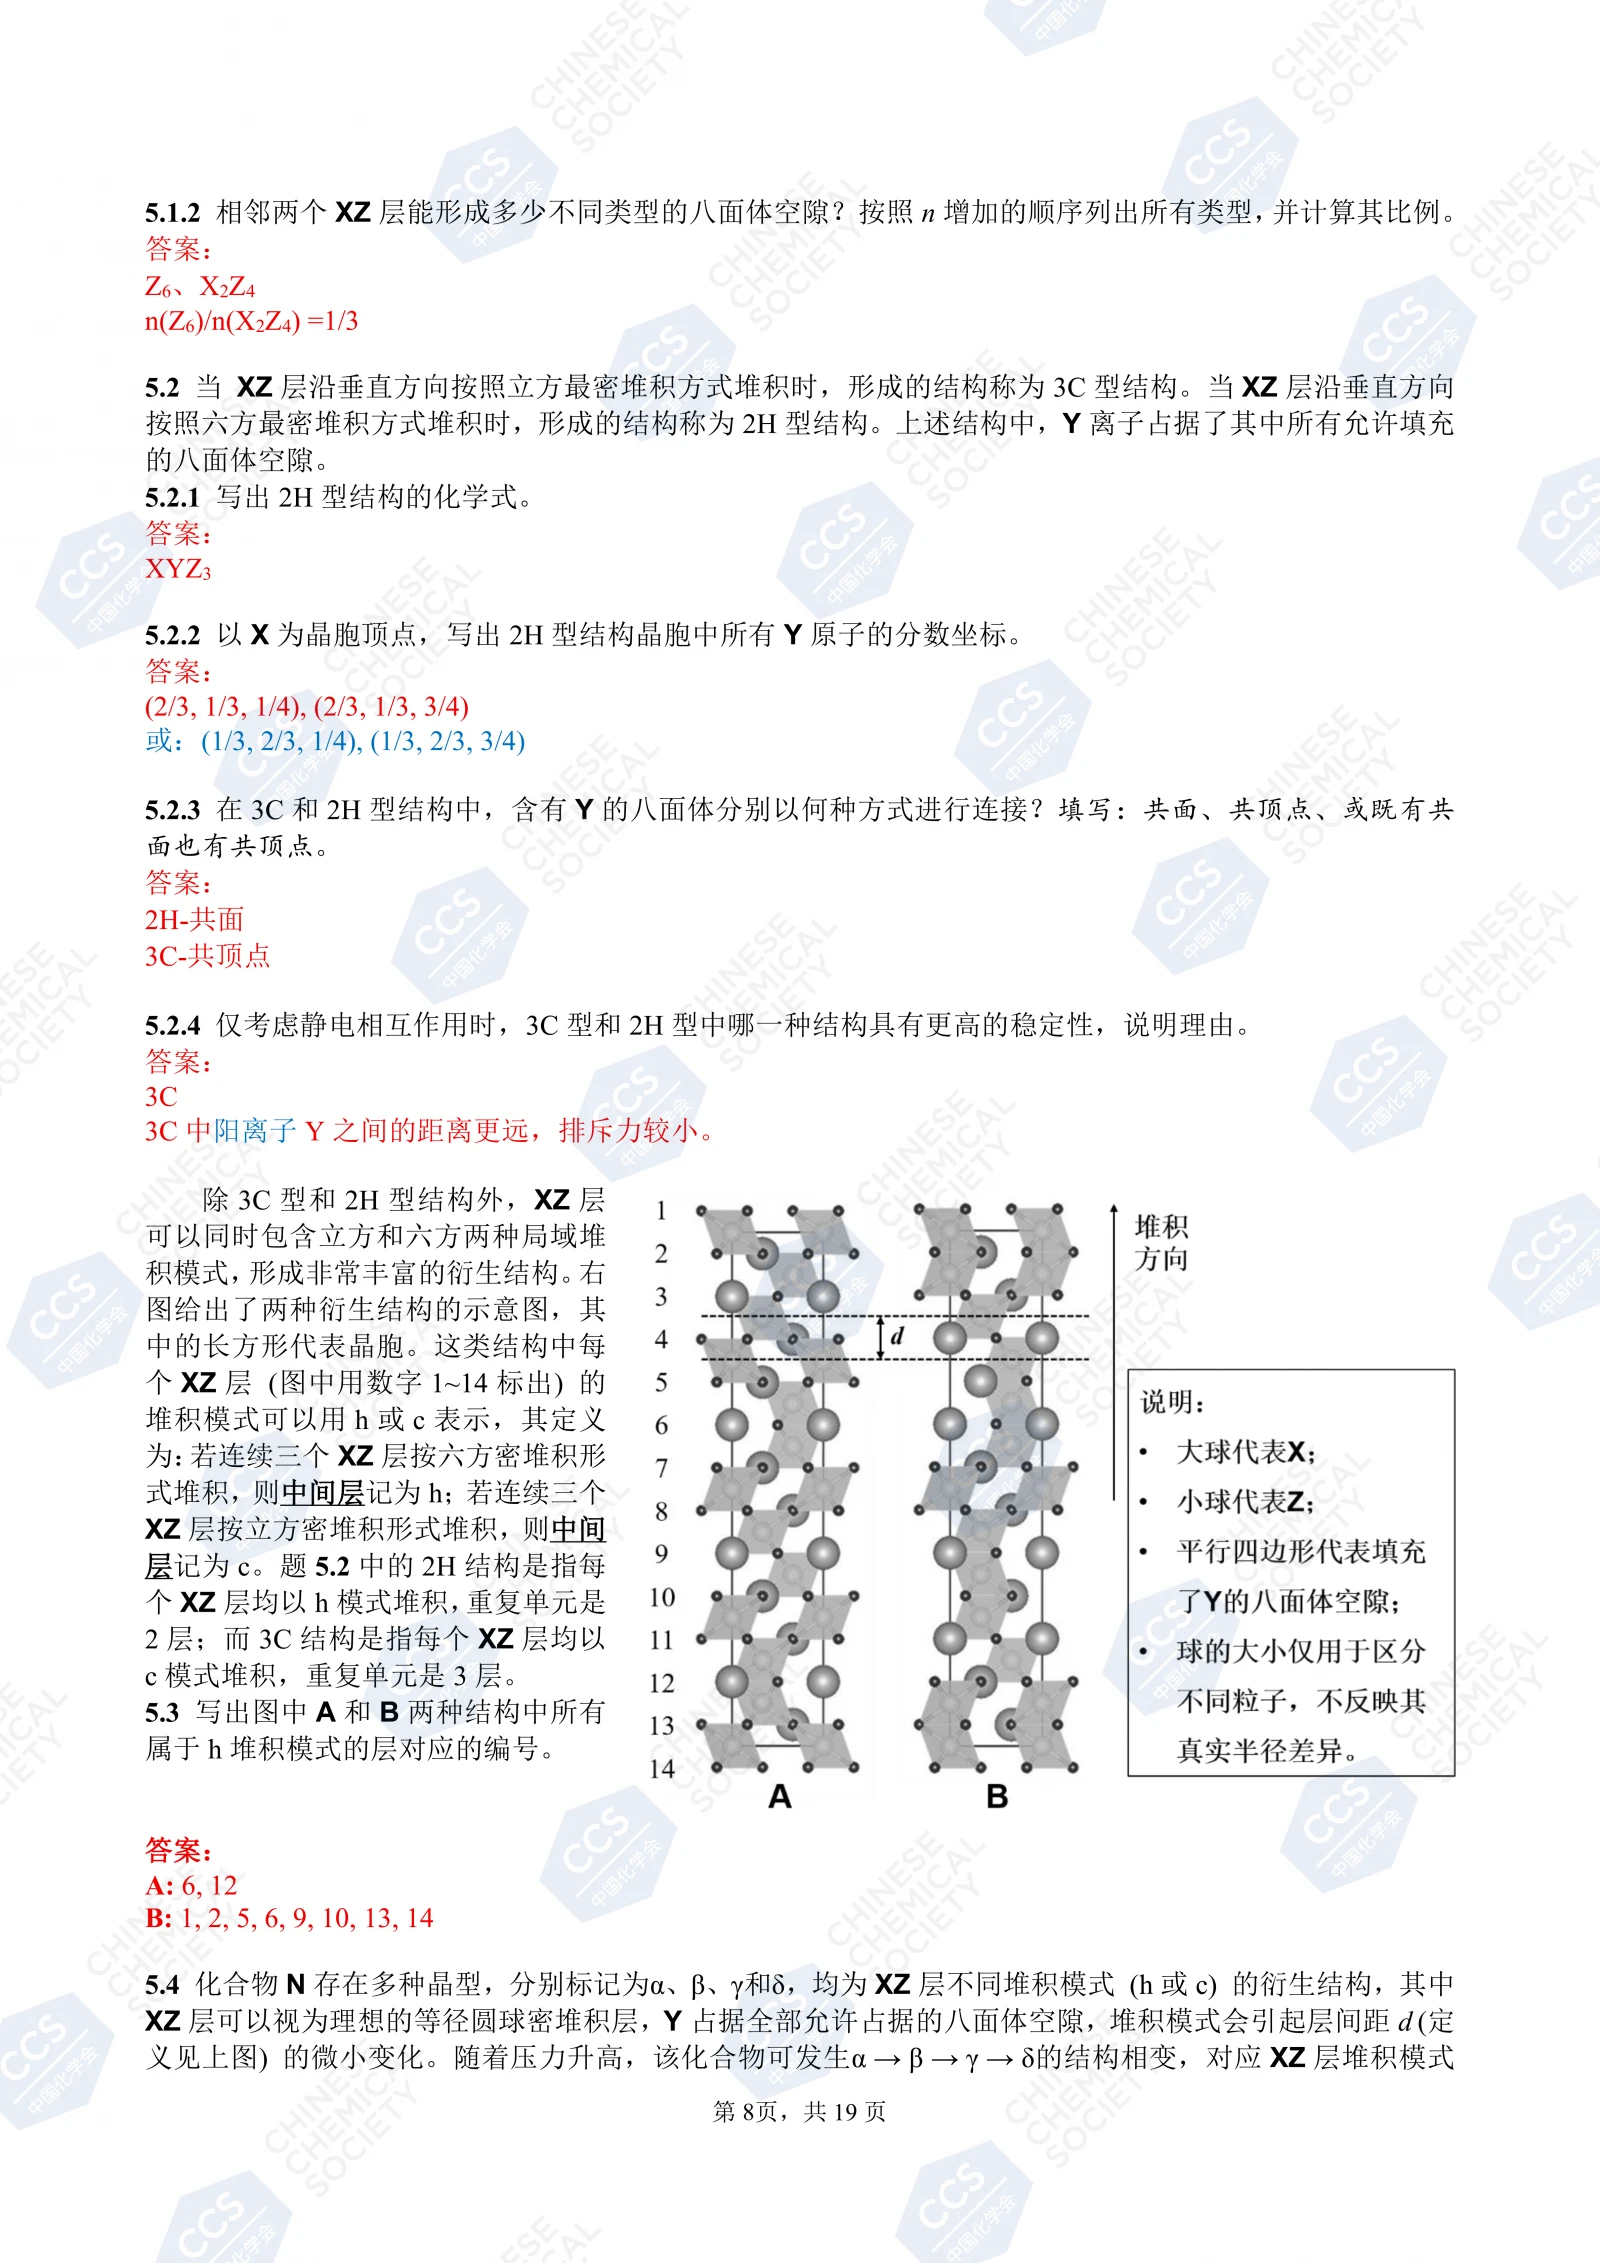 5.1.2 相邻两个 XZ 层能形成多少不同类型的八面体空隙？按照 n 增加的顺序列出所有类型，并计算其比例。
答案：
Z₆、X₂Z₄
n(Z₆)/n(X₂Z₄) =1/3
5.2 当 XZ 层沿垂直方向按照立方最密堆积方式堆积时，形成的结构称为 3C 型结构。当 XZ 层沿垂直方向
按照六方最密堆积方式堆积时，形成的结构称为 2H 型结构。上述结构中，Y 离子占据了其中所有允许填充
的八面体空隙。
5.2.1 写出 2H 型结构的化学式。
答案：
XYZ₃
5.2.2 以 X 为晶胞顶点，写出 2H 型结构晶胞中所有 Y 原子的分数坐标。
答案：
(2/3, 1/3, 1/4), (2/3, 1/3, 3/4)
或：(1/3, 2/3, 1/4), (1/3, 2/3, 3/4)
5.2.3 在 3C 和 2H 型结构中，含有 Y 的八面体分别以何种方式进行连接？填写：共面、共顶点、或既有共
面也有共顶点。
答案：
2H-共面
3C-共顶点
5.2.4 仅考虑静电相互作用时，3C 型和 2H 型中哪一种结构具有更高的稳定性，说明理由。
答案：
3C
3C 中阳离子 Y 之间的距离更远，排斥力较小。
除 3C 型和 2H 型结构外，XZ 层
可以同时包含立方和六方两种局域堆
积模式，形成非常丰富的衍生结构。右
图给出了两种衍生结构的示意图，其
中的长方形代表晶胞。这类结构中每
个 XZ 层 (图中用数字 1~14 标出) 的
堆积模式可以用 h 或 c 表示，其定义
为：若连续三个 XZ 层按六方密堆积形
式堆积，则中间层记为 h；若连续三个
XZ 层按立方密堆积形式堆积，则中间
层记为 c。题 5.2 中的 2H 结构是指每
个 XZ 层均以 h 模式堆积，重复单元是
2 层；而 3C 结构是指每个 XZ 层均以
c 模式堆积，重复单元是 3 层。
5.3 写出图中 A 和 B 两种结构中所有
属于 h 堆积模式的层对应的编号。
1
2
3
4
5
6
7
8
9
10
11
12
13
14
d
A
B
堆积
方向
说明：
• 大球代表X；
• 小球代表Z；
• 平行四边形代表填充
了Y的八面体空隙；
• 球的大小仅用于区分
不同粒子，不反映其
真实半径差异。
答案：
A: 6, 12
B: 1, 2, 5, 6, 9, 10, 13, 14
5.4 化合物 N 存在多种晶型，分别标记为α、β、γ和δ，均为 XZ 层不同堆积模式 (h 或 c) 的衍生结构，其中
XZ 层可以视为理想的等径圆球密堆积层，Y 占据全部允许占据的八面体空隙，堆积模式会引起层间距 d (定
义见上图) 的微小变化。随着压力升高，该化合物可发生α → β → γ → δ的结构相变，对应 XZ 层堆积模式
第 8页，共 19 页
CCS
中国化学会
CHINESE
CHEMICAL
SOCIETY